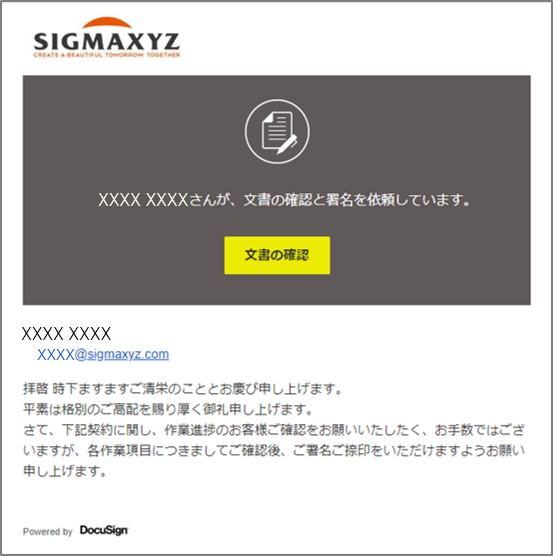 SIGMAXYZ
CREATE A BEAUTIFUL TOMORROW TOGETHER
XXXX XXXXさんが、文書の確認と署名を依頼しています。
文書の確認
XXXX XXXX
XXXX@sigmaxyz.com
拝啓 時下ますますご清栄のこととお慶び申し上げます。
平素は格別のご高配を賜り厚く御礼申し上げます。
さて、下記契約に関し、作業進捗のお客様ご確認をお願いいたしたく、お手数ではござ
いますが、各作業項目につきましてご確認後、ご署名ご捺印をいただけますようお願い
申し上げます。
Powered by DocuSign